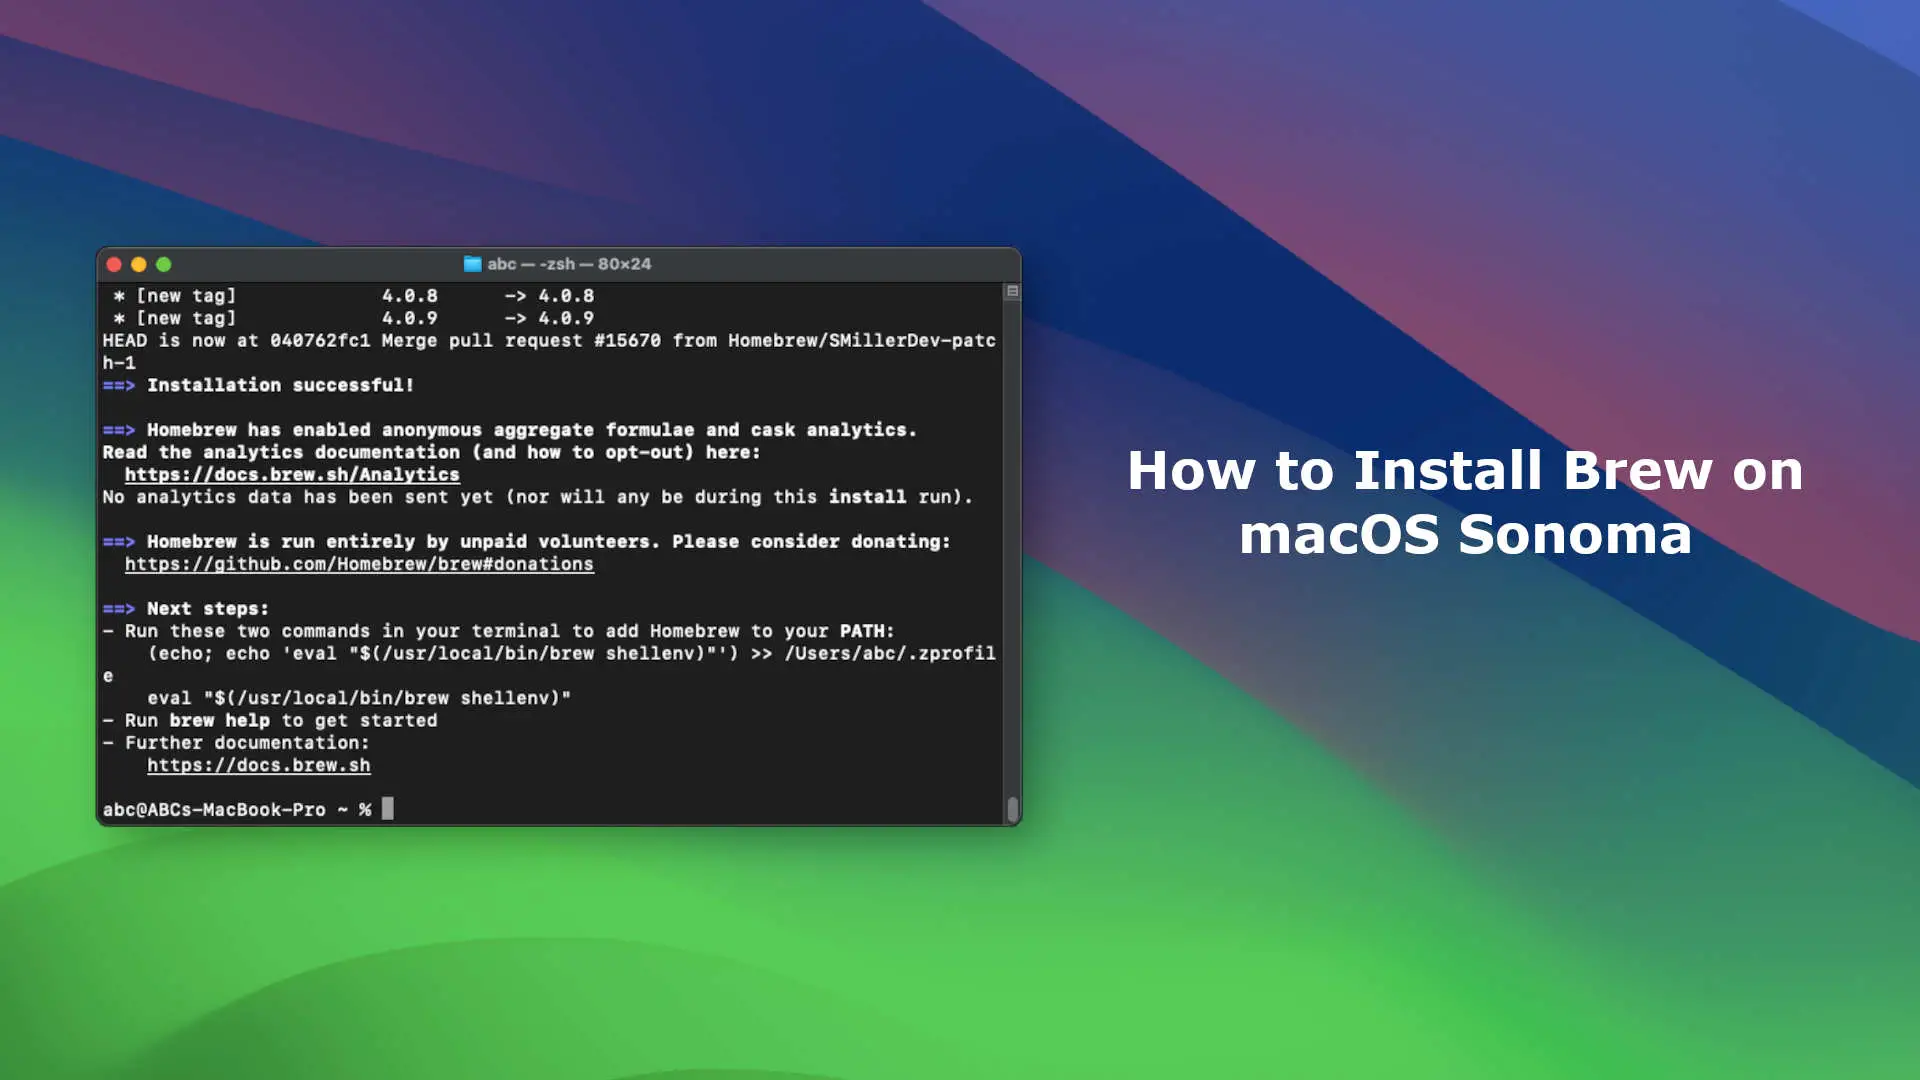 abc — -zsh — 80×24
* [new tag]             4.0.8      -> 4.0.8
* [new tag]             4.0.9      -> 4.0.9
HEAD is now at 040762fc1 Merge pull request #15670 from Homebrew/SMillerDev-patc
h-1
==> Installation successful!
==> Homebrew has enabled anonymous aggregate formulae and cask analytics.
Read the analytics documentation (and how to opt-out) here:
https://docs.brew.sh/Analytics
No analytics data has been sent yet (nor will any be during this install run).
==> Homebrew is run entirely by unpaid volunteers. Please consider donating:
https://github.com/Homebrew/brew#donations
==> Next steps:
- Run these two commands in your terminal to add Homebrew to your PATH:
(echo; echo 'eval "$(/usr/local/bin/brew shellenv)"') >> /Users/abc/.zprofil
e
eval "$(/usr/local/bin/brew shellenv)"
- Run brew help to get started
- Further documentation:
https://docs.brew.sh
abc@ABCs-MacBook-Pro ~ %
How to Install Brew on
macOS Sonoma